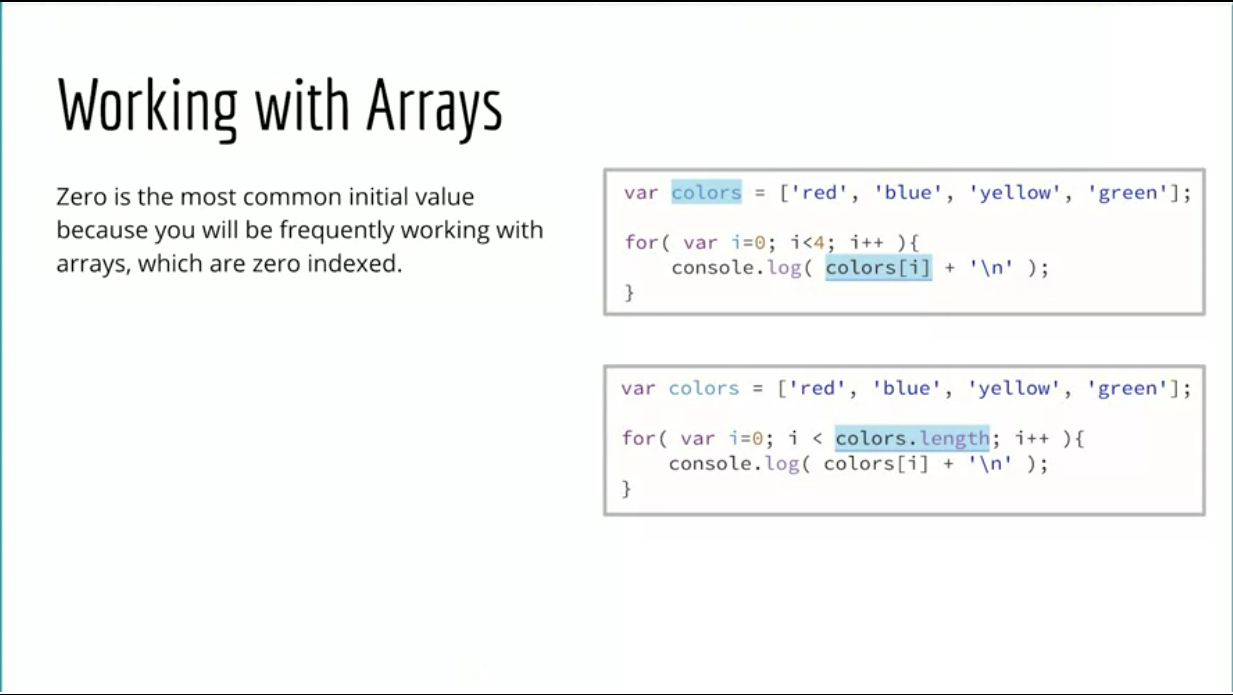 Working with Arrays
Zero is the most common initial value
because you will be frequently working with
arrays, which are zero indexed.
var colors = ['red', 'blue', 'yellow', 'green'];
for( var i=0; i<4; i++ ){
    console.log( colors[i] + '\n' );
}
var colors = ['red', 'blue', 'yellow', 'green'];
for( var i=0; i < colors.length; i++ ){
    console.log( colors[i] + '\n' );
}